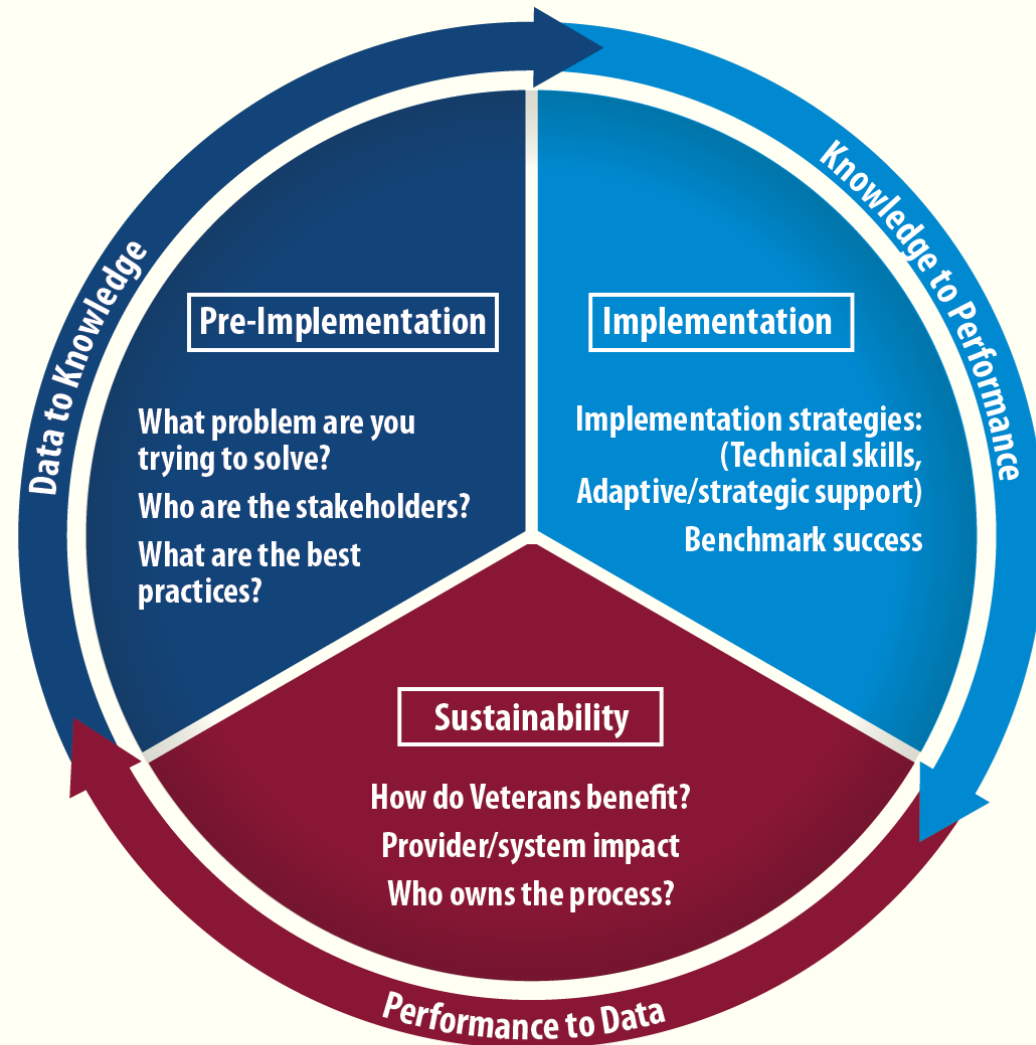 Data to Knowledge
Pre-Implementation
What problem are you
trying to solve?
Who are the stakeholders?
What are the best
practices?
Knowledge to Performance
Implementation
Implementation strategies:
(Technical skills,
Adaptive/strategic support)
Benchmark success
Sustainability
How do Veterans benefit?
Provider/system impact
Who owns the process?
Performance to Data